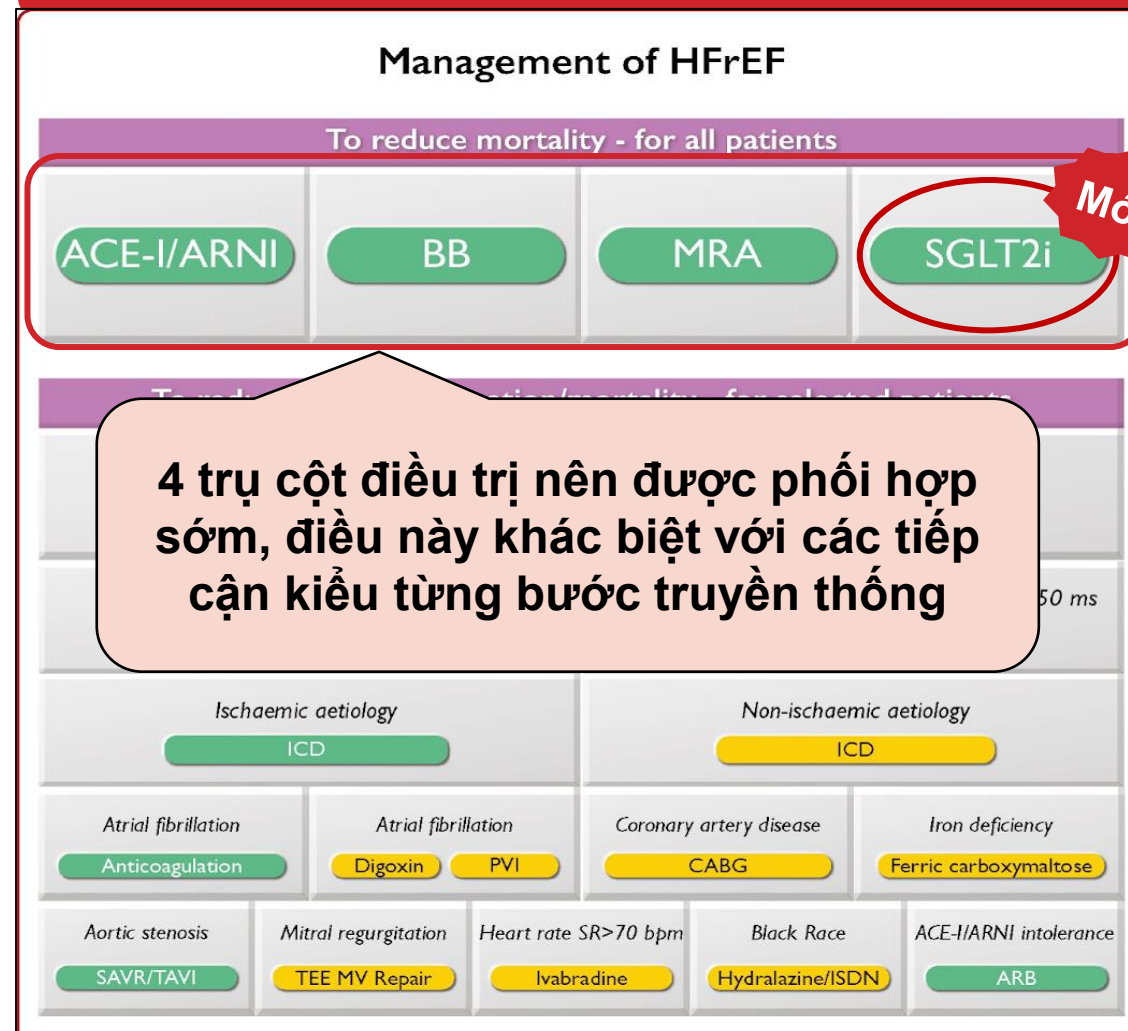 Management of HFrEF
To reduce mortality - for all patients
ACE-I/ARNI
BB
MRA
SGLT2i
4 trụ cột điều trị nên được phối hợp
sớm, điều này khác biệt với các tiếp
cận kiểu từng bước truyền thống
50 ms
Ischaemic aetiology
ICD
Non-ischaemic aetiology
ICD
Atrial fibrillation
Anticoagulation
Atrial fibrillation
Digoxin
PVI
Coronary artery disease
CABG
Iron deficiency
Ferric carboxymaltose
Aortic stenosis
SAVR/TAVI
Mitral regurgitation
TEE MV Repair
Heart rate SR>70 bpm
Ivabradine
Black Race
Hydralazine/ISDN
ACE-I/ARNI intolerance
ARB